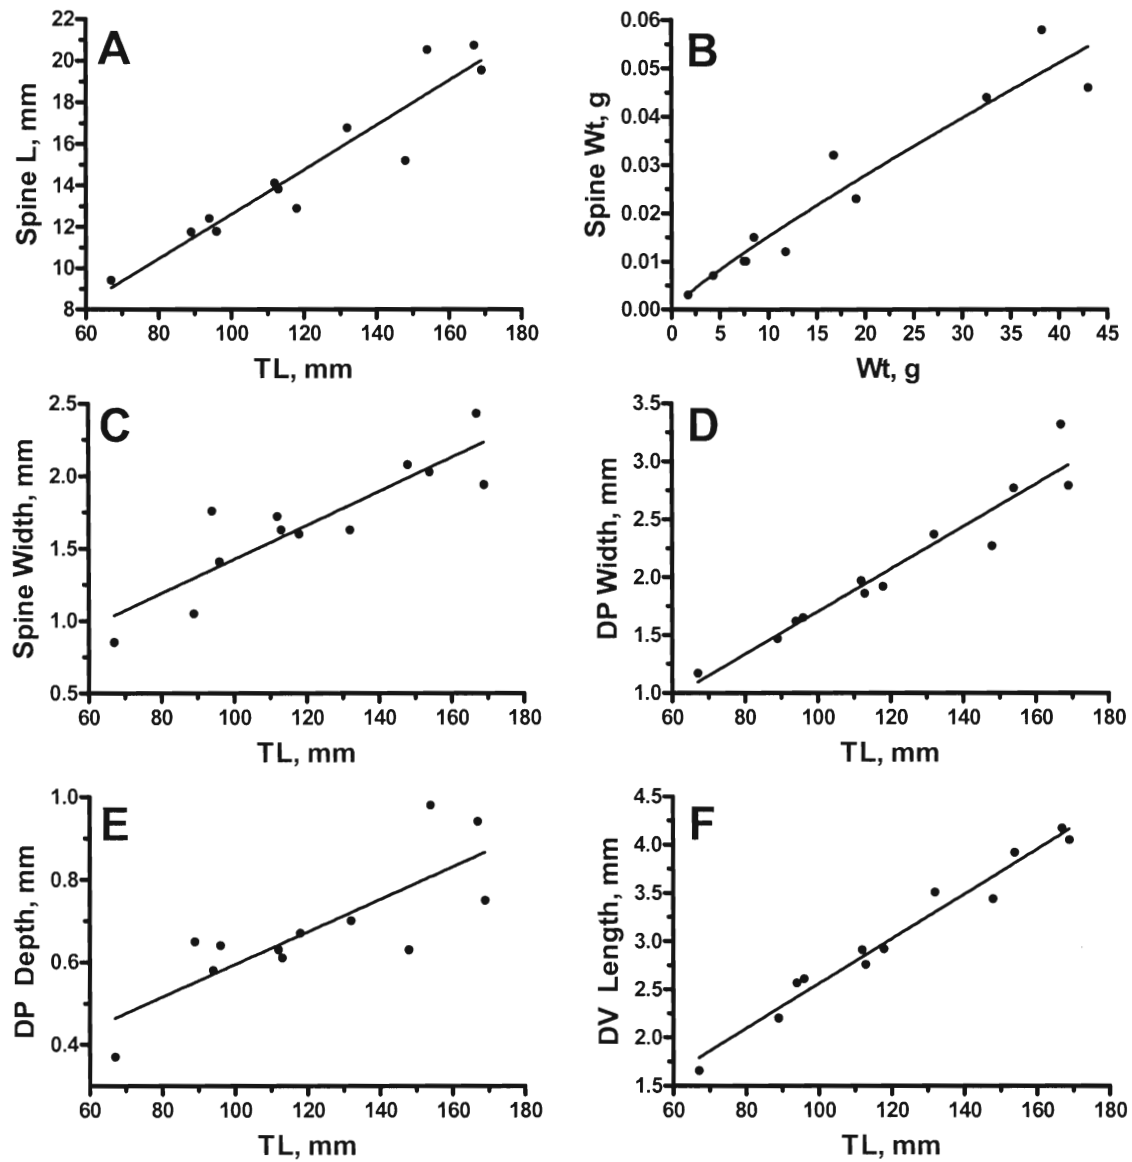 A
Spine L, mm
22
20
18
16
14
12
10
8
60 80 100 120 140 160 180
TL, mm
B
Spine Wt, g
0.06
0.05
0.04
0.03
0.02
0.01
0.00
0 5 10 15 20 25 30 35 40 45
Wt, g
C
Spine Width, mm
2.5
2.0
1.5
1.0
0.5
60 80 100 120 140 160 180
TL, mm
D
DP Width, mm
3.5
3.0
2.5
2.0
1.5
1.0
60 80 100 120 140 160 180
TL, mm
E
DP Depth, mm
1.0
0.8
0.6
0.4
60 80 100 120 140 160 180
TL, mm
F
DV Length, mm
4.5
4.0
3.5
3.0
2.5
2.0
1.5
60 80 100 120 140 160 180
TL, mm